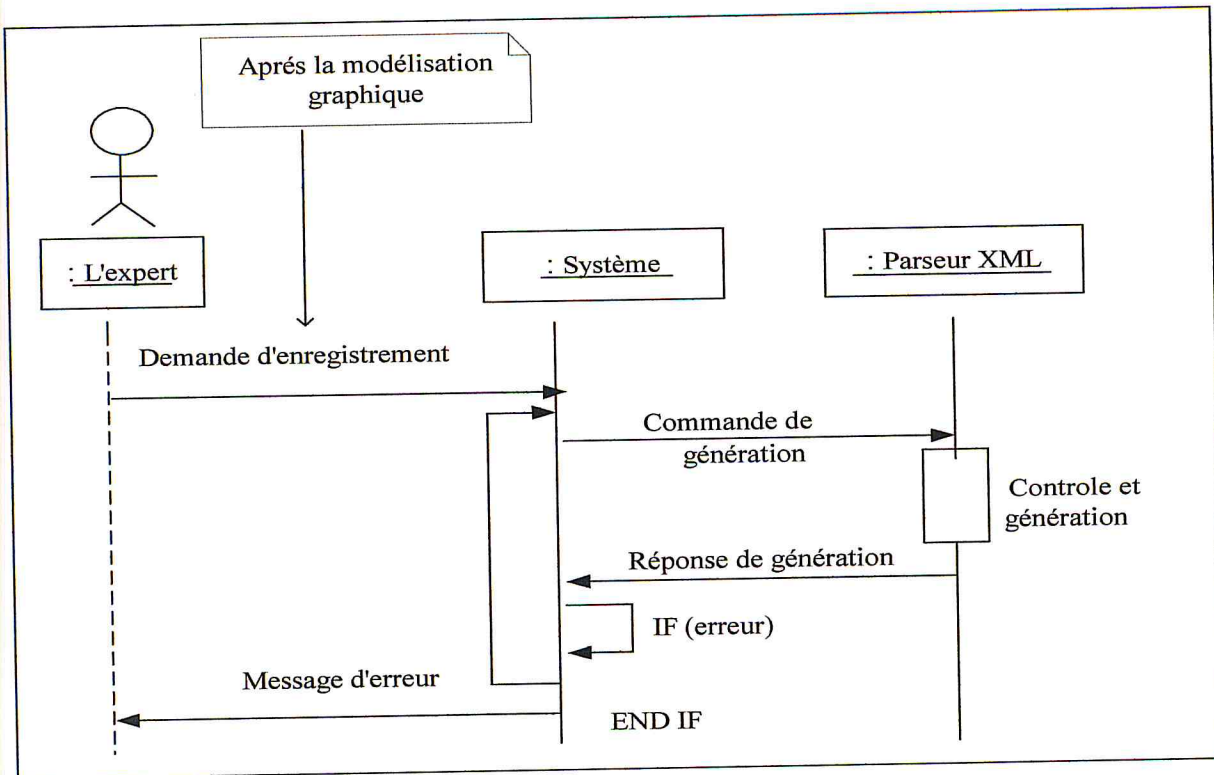 Aprés la modélisation
graphique
: L'expert
: Système
: Parseur XML
Demande d'enregistrement
Commande de
génération
Controle et
génération
Réponse de génération
IF (erreur)
Message d'erreur
END IF